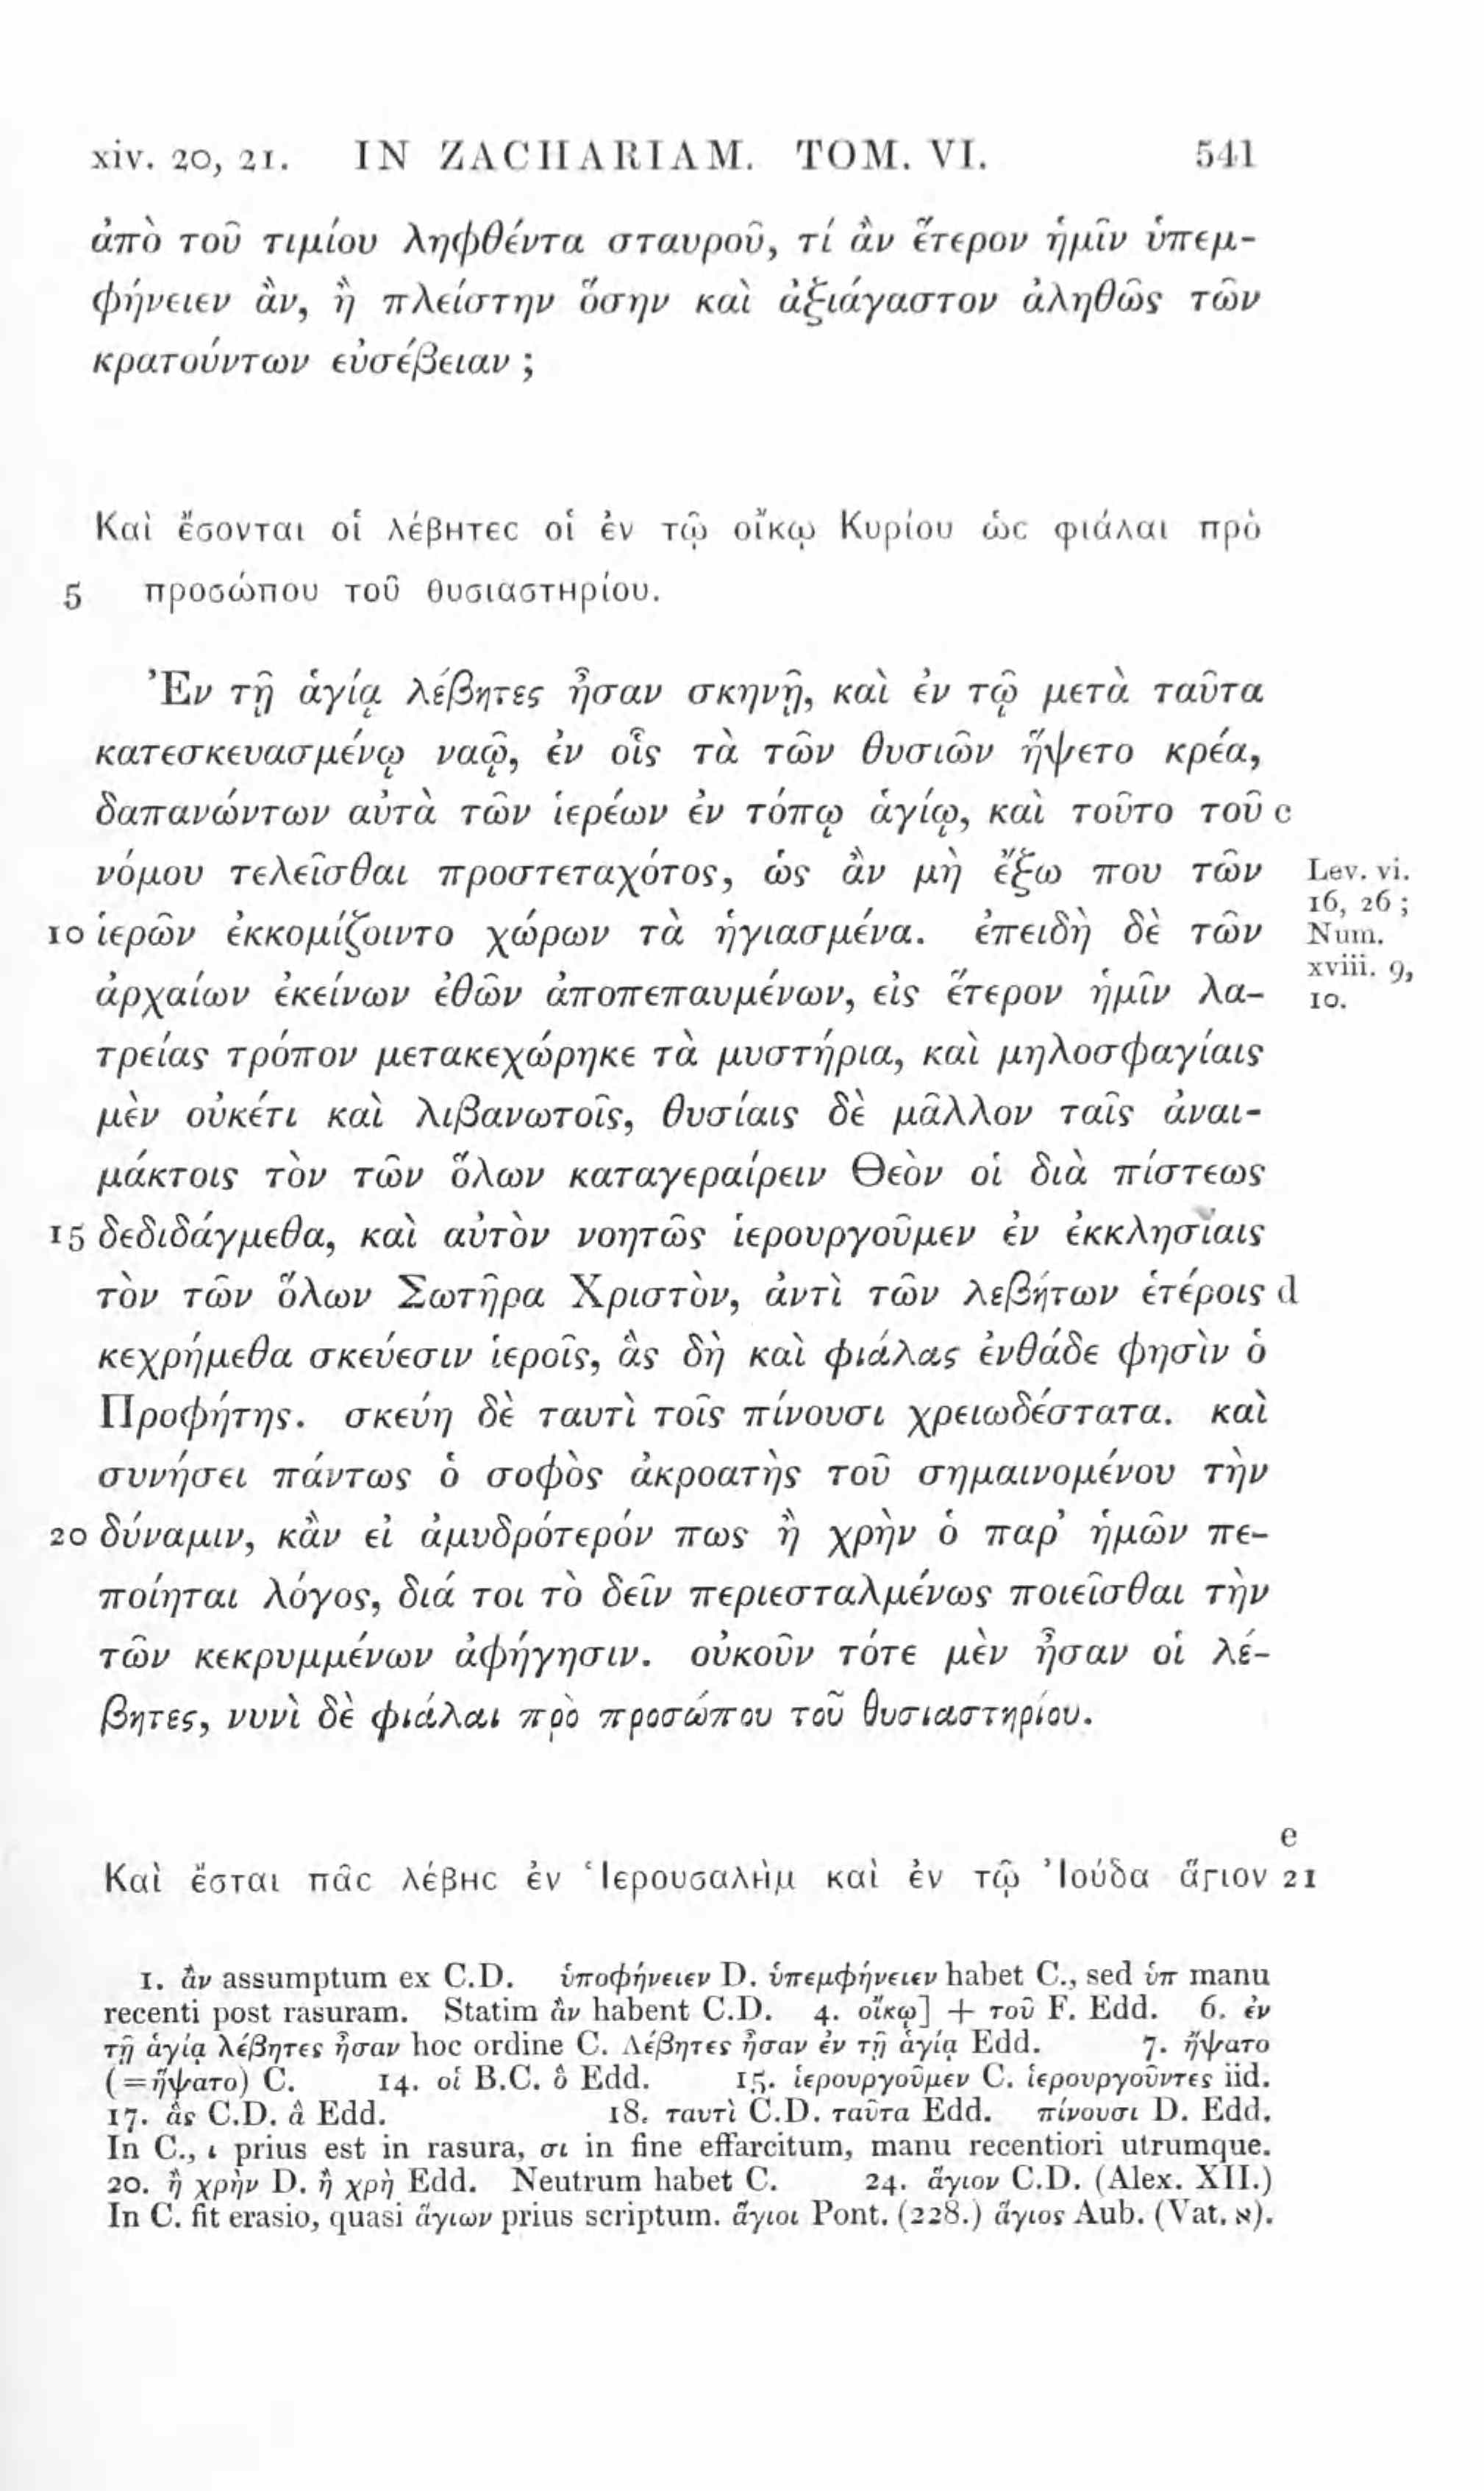 xiv. 20, 21. IN ZACHARIAM. TOM. VI. 541
ἀπὸ τοῦ τιμίου ληφθέντα σταυροῦ, τί ἂν ἕτερον ἡμῖν ὑπεμ-
φήνειεν ἂν, ἢ πλείστην ὅσην καὶ ἀξιάγαστον ἀληθῶς τῶν
κρατούντων εὐσέβειαν ;
Καὶ ἔσονται οἱ λέβητες οἱ ἐν τῷ οἴκῳ Κυρίου ὡς φιάλαι πρὸ
5 προσώπου τοῦ θυσιαστηρίου.
Ἐν τῇ ἁγίᾳ λέβητες ἦσαν σκηνῇ, καὶ ἐν τῷ μετὰ ταῦτα
κατεσκευασμένῳ ναῷ, ἐν οἷς τὰ τῶν θυσιῶν ἥψετο κρέα,
δαπανώντων αὐτὰ τῶν ἱερέων ἐν τόπῳ ἁγίῳ, καὶ τοῦτο τοῦ c
νόμου τελεῖσθαι προστεταχότος, ὡς ἂν μὴ ἔξω που τῶν Lev. vi.
16, 26 ;
10 ἱερῶν ἐκκομίζοιντο χώρων τὰ ἡγιασμένα. ἐπειδὴ δὲ τῶν Num.
xviii. 9,
ἀρχαίων ἐκείνων ἐθῶν ἀποπεπαυμένων, εἰς ἕτερον ἡμῖν λα- 10.
τρείας τρόπον μετακεχώρηκε τὰ μυστήρια, καὶ μηλοσφαγίαις
μὲν οὐκέτι καὶ λιβανωτοῖς, θυσίαις δὲ μᾶλλον ταῖς ἀναι-
μάκτοις τὸν τῶν ὅλων καταγεραίρειν Θεὸν οἱ διὰ πίστεως
15 δεδιδάγμεθα, καὶ αὐτὸν νοητῶς ἱερουργοῦμεν ἐν ἐκκλησίαις
τὸν τῶν ὅλων Σωτῆρα Χριστὸν, ἀντὶ τῶν λεβήτων ἑτέροις d
κεχρήμεθα σκεύεσιν ἱεροῖς, ἃς δὴ καὶ φιάλας ἐνθάδε φησὶν ὁ
Προφήτης. σκεύη δὲ ταυτὶ τοῖς πίνουσι χρειωδέστατα. καὶ
συνήσει πάντως ὁ σοφὸς ἀκροατὴς τοῦ σημαινομένου τὴν
20 δύναμιν, κἂν εἰ ἀμυδρότερόν πως ἢ χρὴν ὁ παρ’ ἡμῶν πε-
ποίηται λόγος, διά τοι τὸ δεῖν περιεσταλμένως ποιεῖσθαι τὴν
τῶν κεκρυμμένων ἀφήγησιν. οὐκοῦν τότε μὲν ἦσαν οἱ λέ-
βητες, νυνὶ δὲ φιάλαι πρὸ προσώπου τοῦ θυσιαστηρίου.
e
Καὶ ἔσται πᾶς λέβης ἐν Ἱερουσαλὴμ καὶ ἐν τῷ Ἰούδα ἅγιον 21
1. ἂν assumptum ex C.D. ὑποφήνειεν D. ὑπεμφήνειεν habet C., sed ὑπ manu
recenti post rasuram. Statim ἂν habent C.D. 4. οἴκῳ] + τοῦ F. Edd. 6. ἐν
τῇ ἁγίᾳ λέβητες ἦσαν hoc ordine C. Λέβητες ἦσαν ἐν τῇ ἁγίᾳ Edd. 7. ἥψατο
(=ἥψατο) C. 14. οἱ B.C. ὃ Edd. 15. ἱερουργοῦμεν C. ἱερουργοῦντες iid.
17. ἃς C.D. ἃ Edd. 18. ταυτὶ C.D. ταῦτα Edd. πίνουσι D. Edd.
In C., ι prius est in rasura, σι in fine effarcitum, manu recentiori utrumque.
20. ἢ χρὴν D. ἢ χρὴ Edd. Neutrum habet C. 24. ἅγιον C.D. (Alex. XII.)
In C. fit erasio, quasi ἅγιων prius scriptum. ἅγιοι Pont. (228.) ἅγιος Aub. (Vat. א).